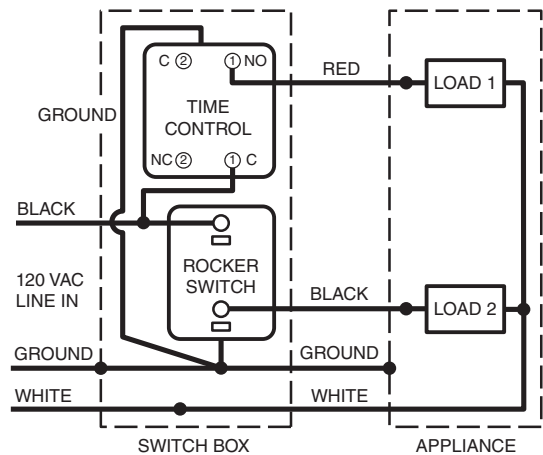 C ② ① NO
RED
LOAD 1
GROUND
TIME
CONTROL
NC ② ① C
BLACK
120 VAC
LINE IN
ROCKER
SWITCH
BLACK
LOAD 2
GROUND
GROUND
WHITE
WHITE
SWITCH BOX
APPLIANCE